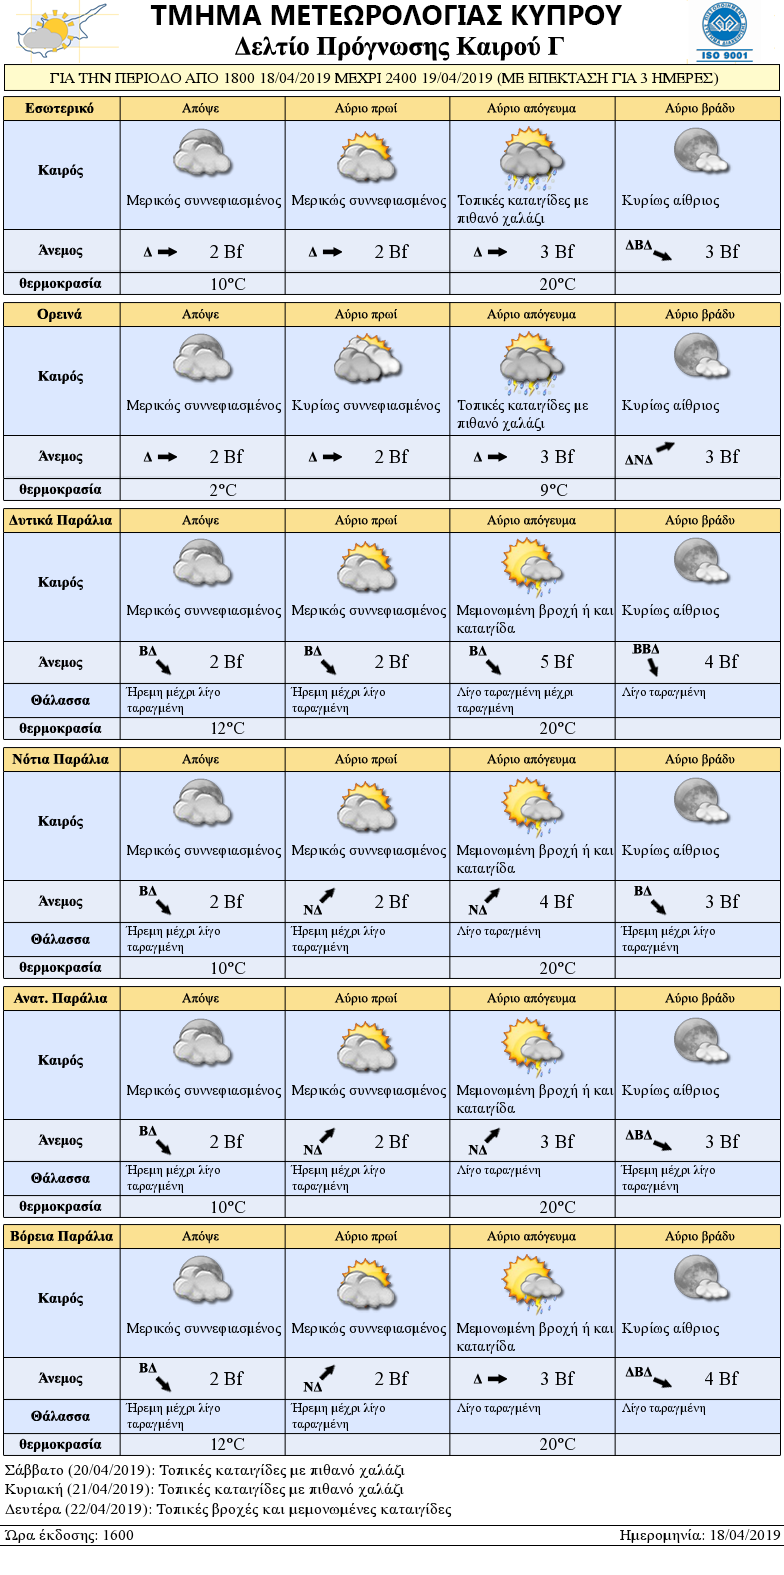 ΤΜΗΜΑ ΜΕΤΕΩΡΟΛΟΓΙΑΣ ΚΥΠΡΟΥ
Δελτίο Πρόγνωσης Καιρού Γ
ISO 9001
ΓΙΑ ΤΗΝ ΠΕΡΙΟΔΟ ΑΠΟ 1800 18/04/2019 ΜΕΧΡΙ 2400 19/04/2019 (ΜΕ ΕΠΕΚΤΑΣΗ ΓΙΑ 3 ΗΜΕΡΕΣ)
Εσωτερικό Απόψε Αύριο πρωί Αύριο απόγευμα Αύριο βράδυ
Καιρός Μερικώς συννεφιασμένος Μερικώς συννεφιασμένος Τοπικές καταιγίδες με Κυρίως αίθριος
πιθανό χαλάζι
Άνεμος Δ 2 Bf Δ 2 Bf Δ 3 Bf ΔΒΔ 3 Bf
θερμοκρασία 10°C 20°C
Ορεινά Απόψε Αύριο πρωί Αύριο απόγευμα Αύριο βράδυ
Καιρός Μερικώς συννεφιασμένος Κυρίως συννεφιασμένος Τοπικές καταιγίδες με Κυρίως αίθριος
πιθανό χαλάζι
Άνεμος Δ 2 Bf Δ 2 Bf Δ 3 Bf ΔΝΔ 3 Bf
θερμοκρασία 2°C 9°C
Δυτικά Παράλια Απόψε Αύριο πρωί Αύριο απόγευμα Αύριο βράδυ
Καιρός Μερικώς συννεφιασμένος Μερικώς συννεφιασμένος Μεμονωμένη βροχή ή και Κυρίως αίθριος
καταιγίδα
Άνεμος ΒΔ 2 Bf ΒΔ 2 Bf ΒΔ 5 Bf ΒΒΔ 4 Bf
Θάλασσα Ήρεμη μέχρι λίγο Ήρεμη μέχρι λίγο Λίγο ταραγμένη μέχρι Λίγο ταραγμένη
ταραγμένη ταραγμένη ταραγμένη
θερμοκρασία 12°C 20°C
Νότια Παράλια Απόψε Αύριο πρωί Αύριο απόγευμα Αύριο βράδυ
Καιρός Μερικώς συννεφιασμένος Μερικώς συννεφιασμένος Μεμονωμένη βροχή ή και Κυρίως αίθριος
καταιγίδα
Άνεμος ΒΔ 2 Bf ΝΔ 2 Bf ΝΔ 4 Bf ΒΔ 3 Bf
Θάλασσα Ήρεμη μέχρι λίγο Ήρεμη μέχρι λίγο Λίγο ταραγμένη Ήρεμη μέχρι λίγο
ταραγμένη ταραγμένη ταραγμένη
θερμοκρασία 10°C 20°C
Ανατ. Παράλια Απόψε Αύριο πρωί Αύριο απόγευμα Αύριο βράδυ
Καιρός Μερικώς συννεφιασμένος Μερικώς συννεφιασμένος Μεμονωμένη βροχή ή και Κυρίως αίθριος
καταιγίδα
Άνεμος ΒΔ 2 Bf ΝΔ 2 Bf ΝΔ 3 Bf ΔΒΔ 3 Bf
Θάλασσα Ήρεμη μέχρι λίγο Ήρεμη μέχρι λίγο Λίγο ταραγμένη Ήρεμη μέχρι λίγο
ταραγμένη ταραγμένη ταραγμένη
θερμοκρασία 10°C 20°C
Βόρεια Παράλια Απόψε Αύριο πρωί Αύριο απόγευμα Αύριο βράδυ
Καιρός Μερικώς συννεφιασμένος Μερικώς συννεφιασμένος Μεμονωμένη βροχή ή και Κυρίως αίθριος
καταιγίδα
Άνεμος ΒΔ 2 Bf ΝΔ 2 Bf Δ 3 Bf ΔΒΔ 4 Bf
Θάλασσα Ήρεμη μέχρι λίγο Ήρεμη μέχρι λίγο Λίγο ταραγμένη Λίγο ταραγμένη
ταραγμένη ταραγμένη
θερμοκρασία 12°C 20°C
Σάββατο (20/04/2019): Τοπικές καταιγίδες με πιθανό χαλάζι
Κυριακή (21/04/2019): Τοπικές καταιγίδες με πιθανό χαλάζι
Δευτέρα (22/04/2019): Τοπικές βροχές και μεμονωμένες καταιγίδες
Ώρα έκδοσης: 1600 Ημερομηνία: 18/04/2019